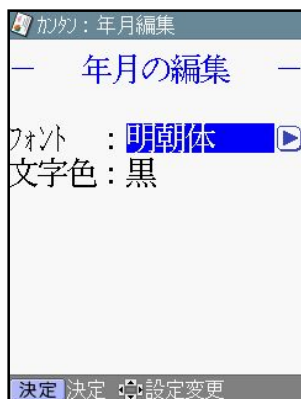 ｶﾝﾀﾝ：年月編集
－　年月の編集　－
ﾌｫﾝﾄ　：明朝体
文字色：黒
決定 決定 設定変更